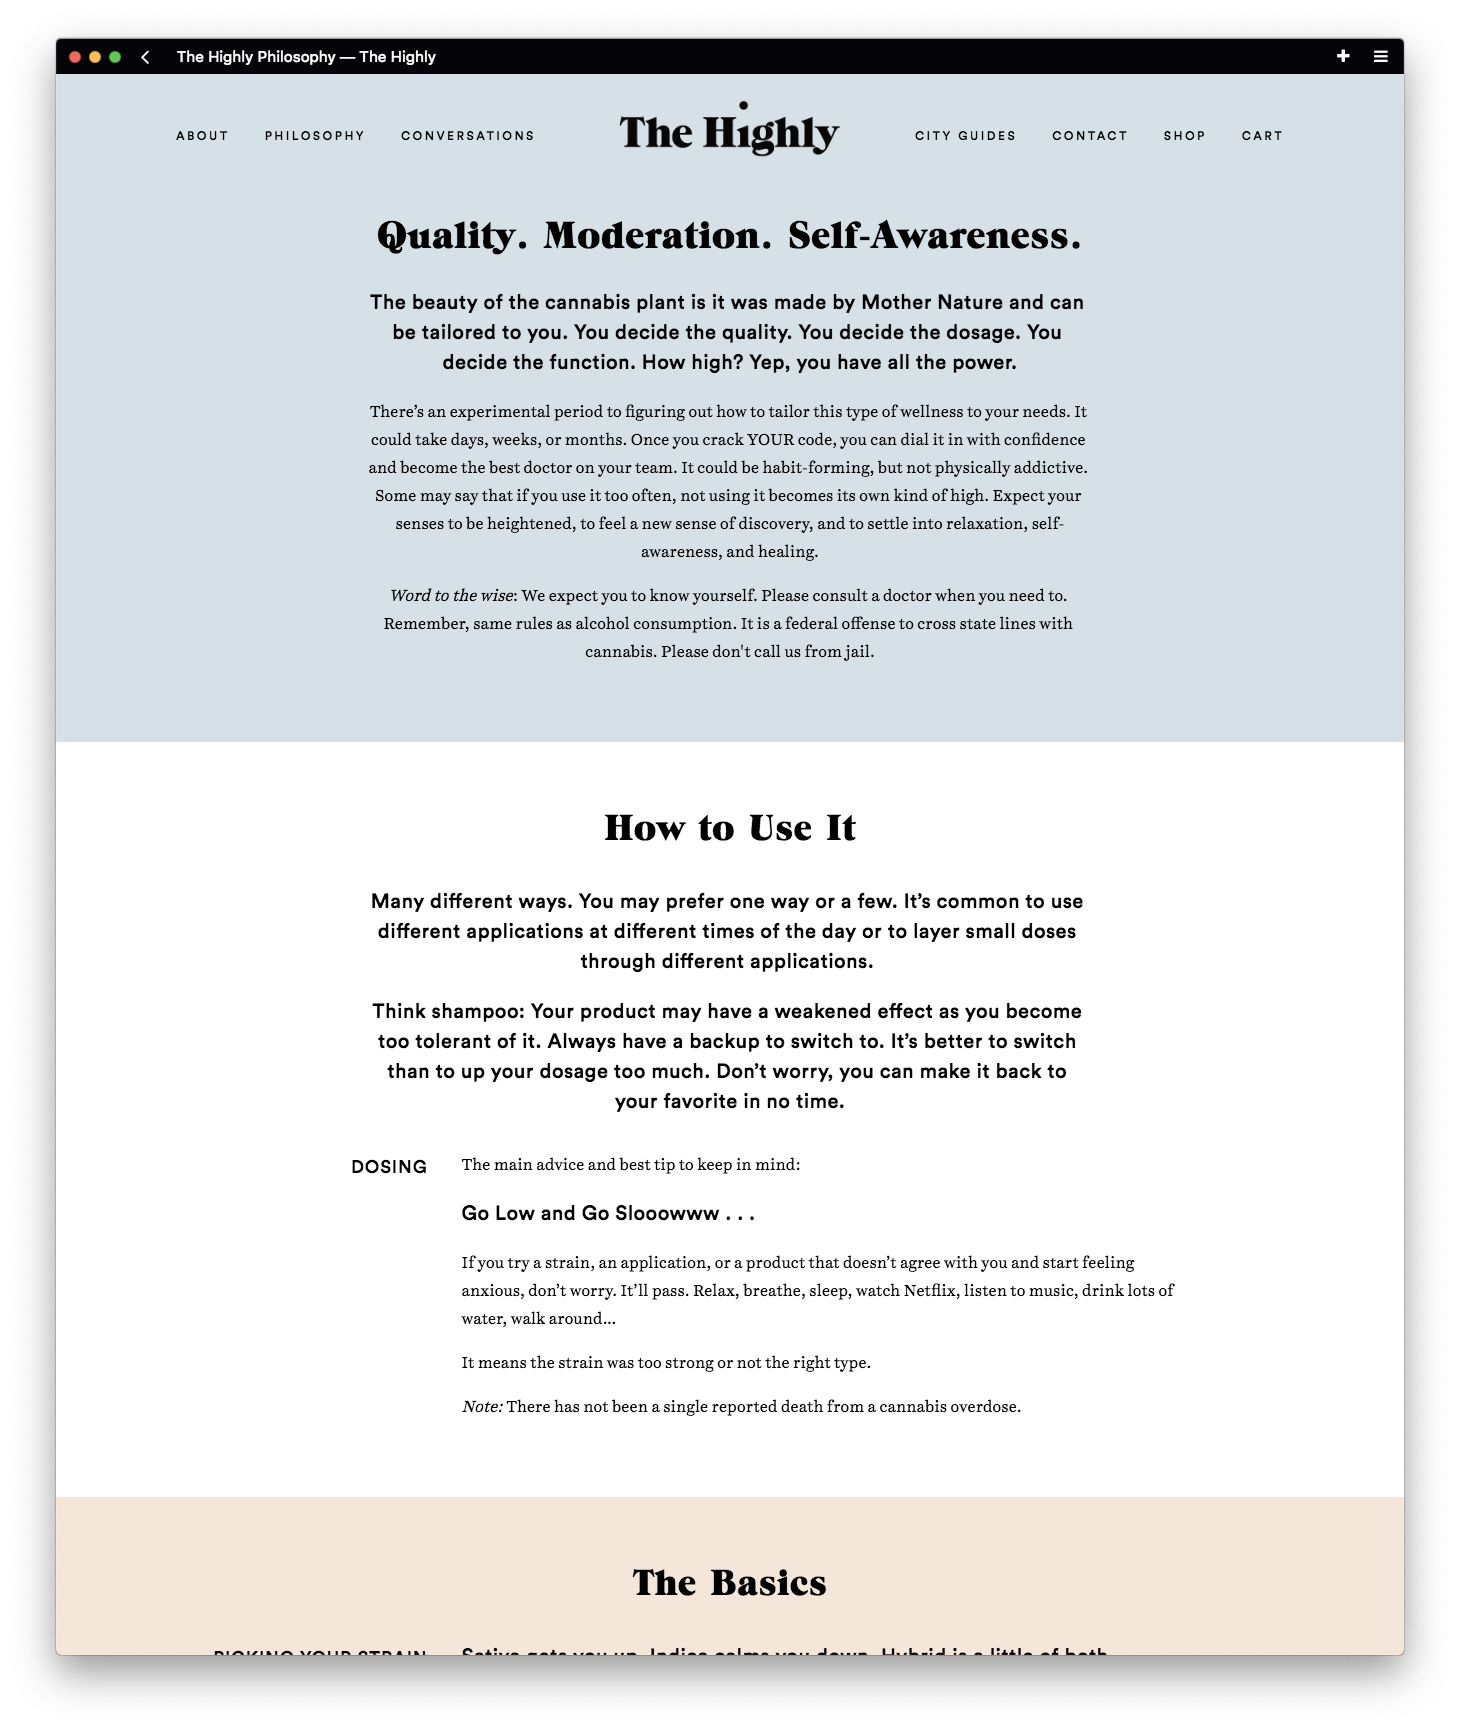 The Highly Philosophy — The Highly
ABOUT PHILOSOPHY CONVERSATIONS The Highly CITY GUIDES CONTACT SHOP CART
Quality. Moderation. Self-Awareness.
The beauty of the cannabis plant is it was made by Mother Nature and can
be tailored to you. You decide the quality. You decide the dosage. You
decide the function. How high? Yep, you have all the power.
There’s an experimental period to figuring out how to tailor this type of wellness to your needs. It
could take days, weeks, or months. Once you crack YOUR code, you can dial it in with confidence
and become the best doctor on your team. It could be habit-forming, but not physically addictive.
Some may say that if you use it too often, not using it becomes its own kind of high. Expect your
senses to be heightened, to feel a new sense of discovery, and to settle into relaxation, self-
awareness, and healing.
Word to the wise: We expect you to know yourself. Please consult a doctor when you need to.
Remember, same rules as alcohol consumption. It is a federal offense to cross state lines with
cannabis. Please don't call us from jail.
How to Use It
Many different ways. You may prefer one way or a few. It’s common to use
different applications at different times of the day or to layer small doses
through different applications.
Think shampoo: Your product may have a weakened effect as you become
too tolerant of it. Always have a backup to switch to. It’s better to switch
than to up your dosage too much. Don’t worry, you can make it back to
your favorite in no time.
DOSING The main advice and best tip to keep in mind:
Go Low and Go Slooowww . . .
If you try a strain, an application, or a product that doesn’t agree with you and start feeling
anxious, don’t worry. It’ll pass. Relax, breathe, sleep, watch Netflix, listen to music, drink lots of
water, walk around...
It means the strain was too strong or not the right type.
Note: There has not been a single reported death from a cannabis overdose.
The Basics
PICKING YOUR STRAIN Sativa gets you up. Indica calms you down. Hybrid is a little of both.